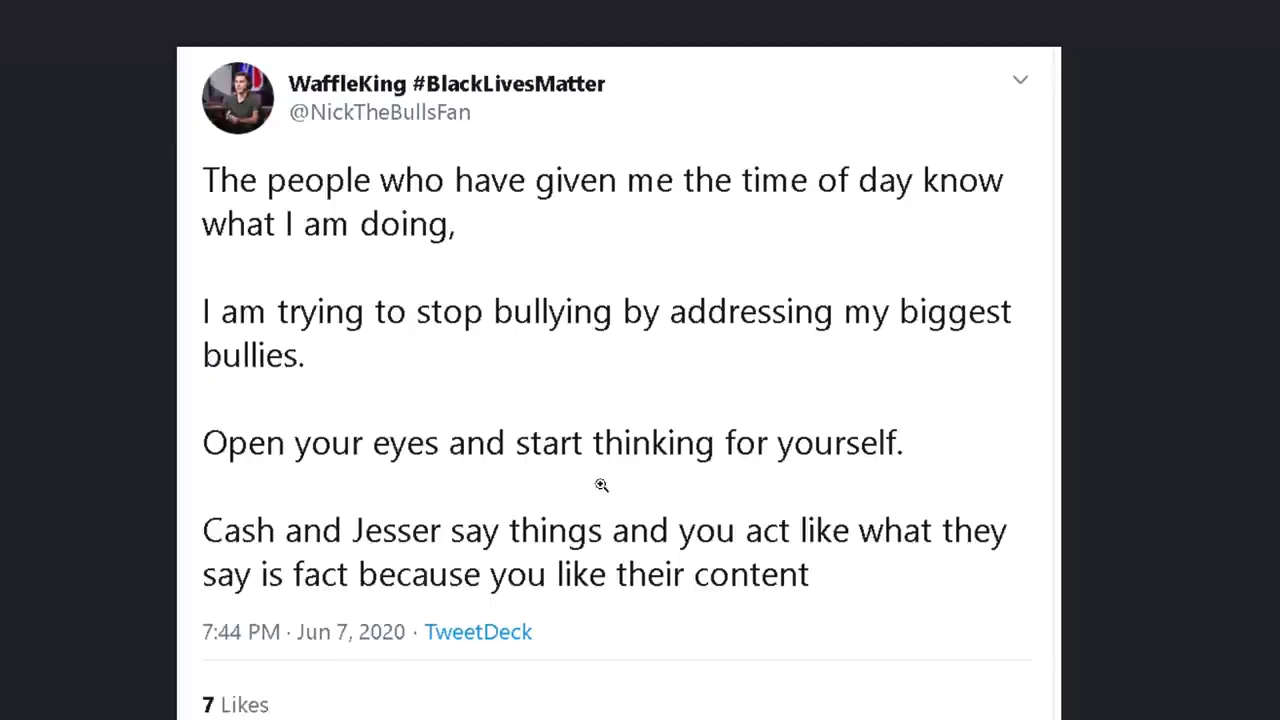 WaffleKing #BlackLivesMatter
@NickTheBullsFan
The people who have given me the time of day know
what I am doing,
I am trying to stop bullying by addressing my biggest
bullies.
Open your eyes and start thinking for yourself.
Cash and Jesser say things and you act like what they
say is fact because you like their content
7:44 PM · Jun 7, 2020 · TweetDeck
7 Likes